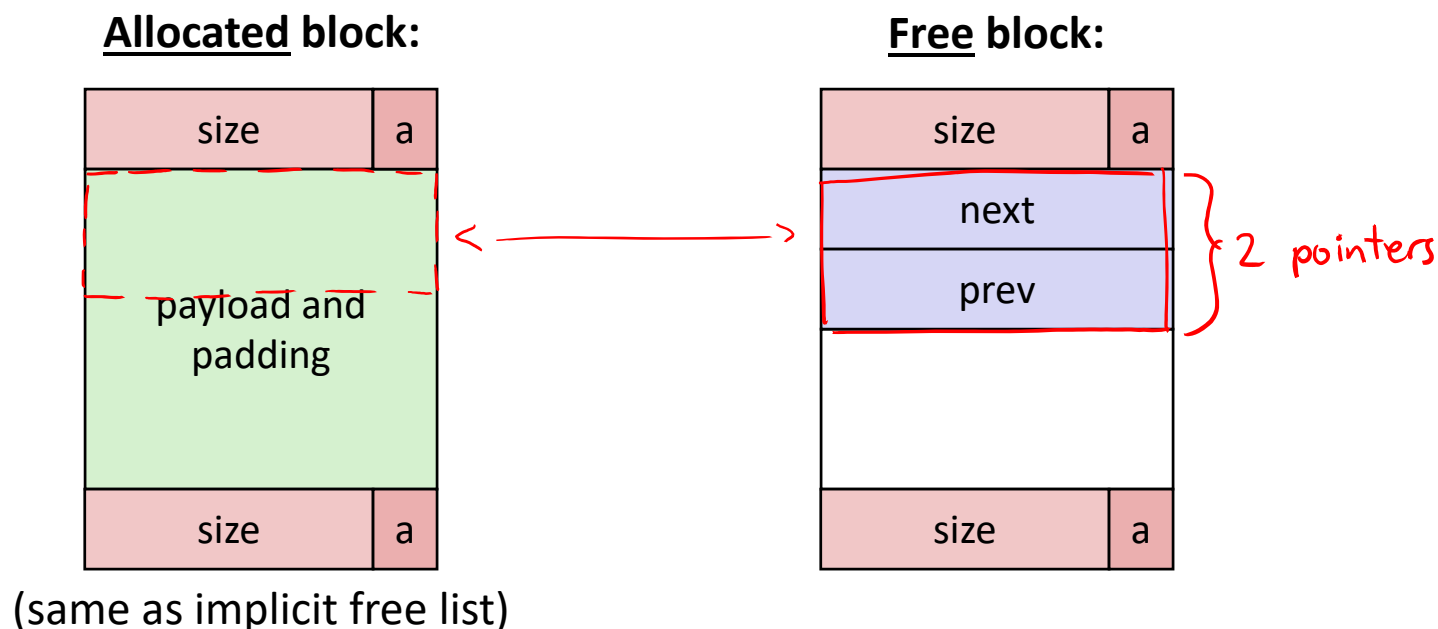 Allocated block:
size a
payload and
padding
size a
(same as implicit free list)
Free block:
size a
next
prev
2 pointers
size a